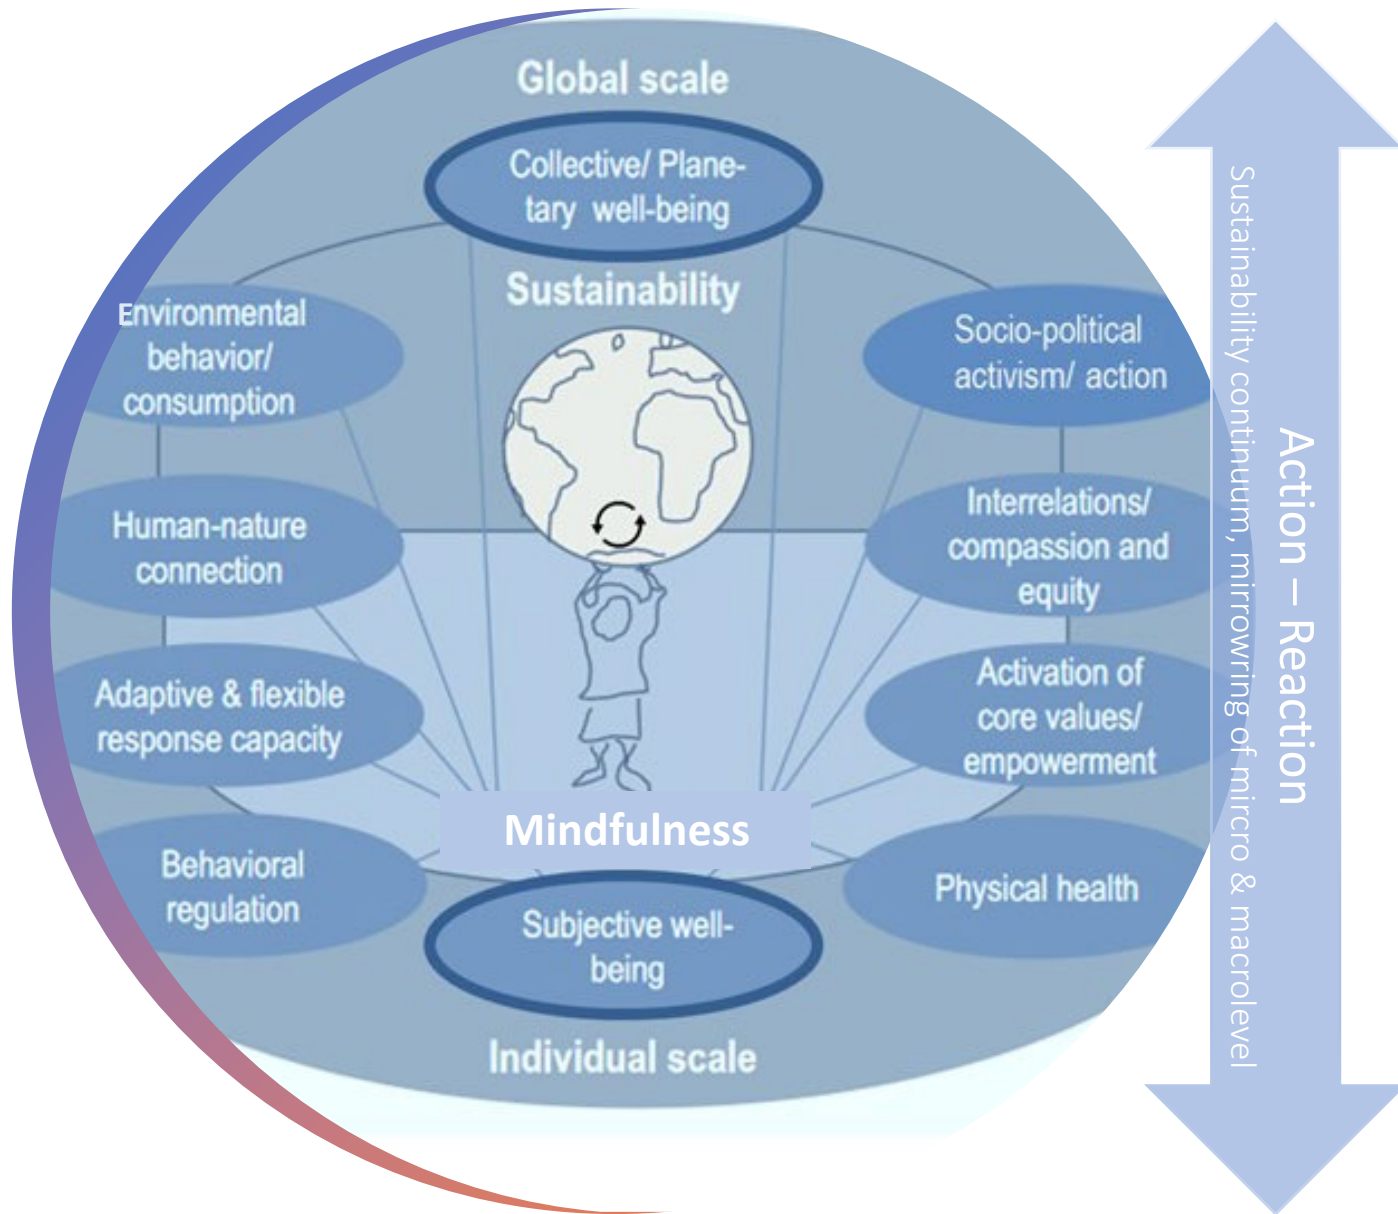 Global scale
Collective/ Plane-
tary well-being
Sustainability
Environmental
behavior/
consumption
Socio-political
activism/ action
Human-nature
connection
Interrelations/
compassion and
equity
Adaptive & flexible
response capacity
Activation of
core values/
empowerment
Mindfulness
Behavioral
regulation
Physical health
Subjective well-
being
Individual scale
Action – Reaction
Sustainability continuum, mirrowring of mircro & macrolevel